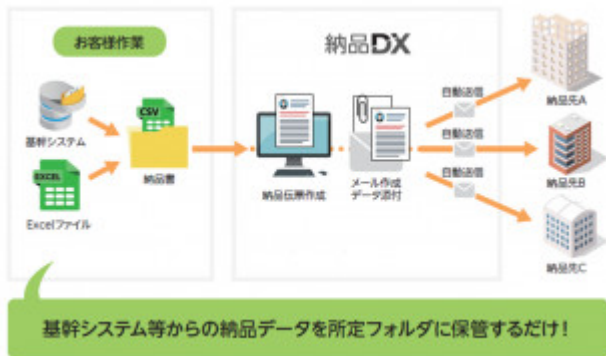 お客様作業
納品DX
基幹システム
EXCEL
Excelファイル
CSV
納品書
納品伝票作成
メール作成
データ添付
自動送信
自動送信
自動送信
納品先A
納品先B
納品先C
基幹システム等からの納品データを所定フォルダに保管するだけ!